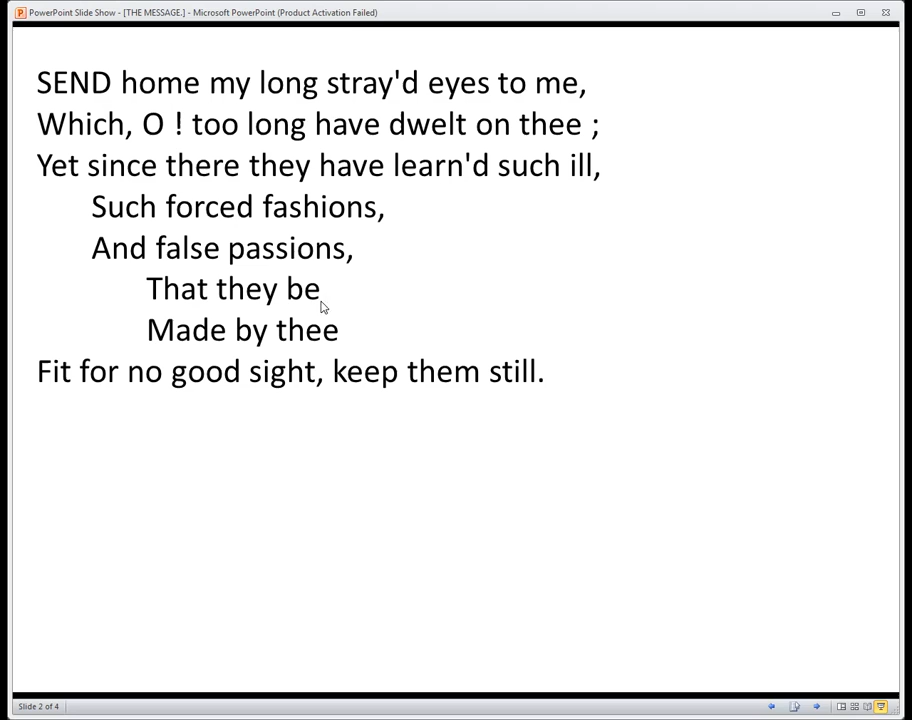 PowerPoint Slide Show - [THE MESSAGE.] - Microsoft PowerPoint (Product Activation Failed)
SEND home my long stray'd eyes to me,
Which, O ! too long have dwelt on thee ;
Yet since there they have learn'd such ill,
Such forced fashions,
And false passions,
That they be
Made by thee
Fit for no good sight, keep them still.
Slide 2 of 4